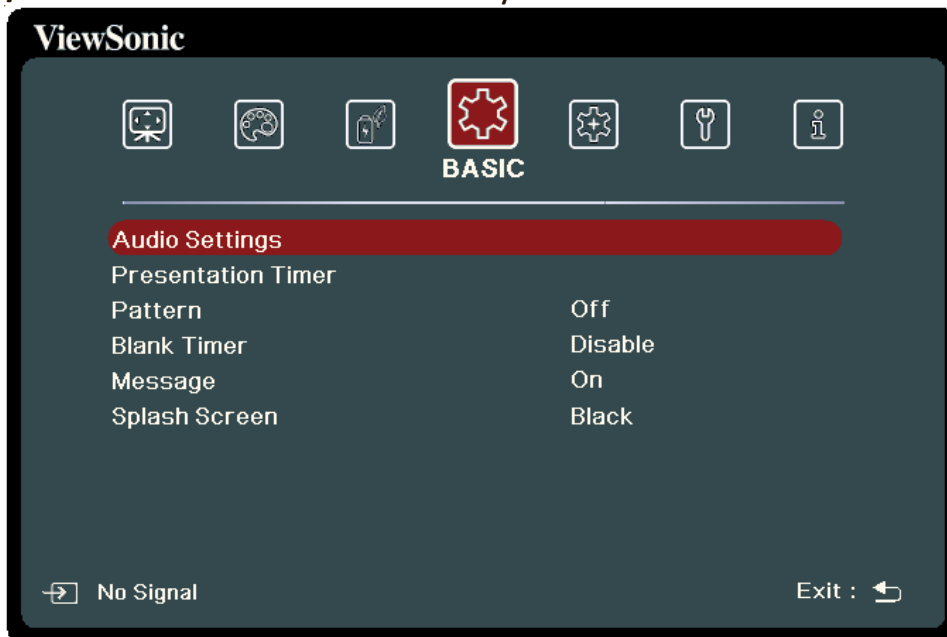 ViewSonic
BASIC
Audio Settings
Presentation Timer
Pattern Off
Blank Timer Disable
Message On
Splash Screen Black
No Signal Exit :